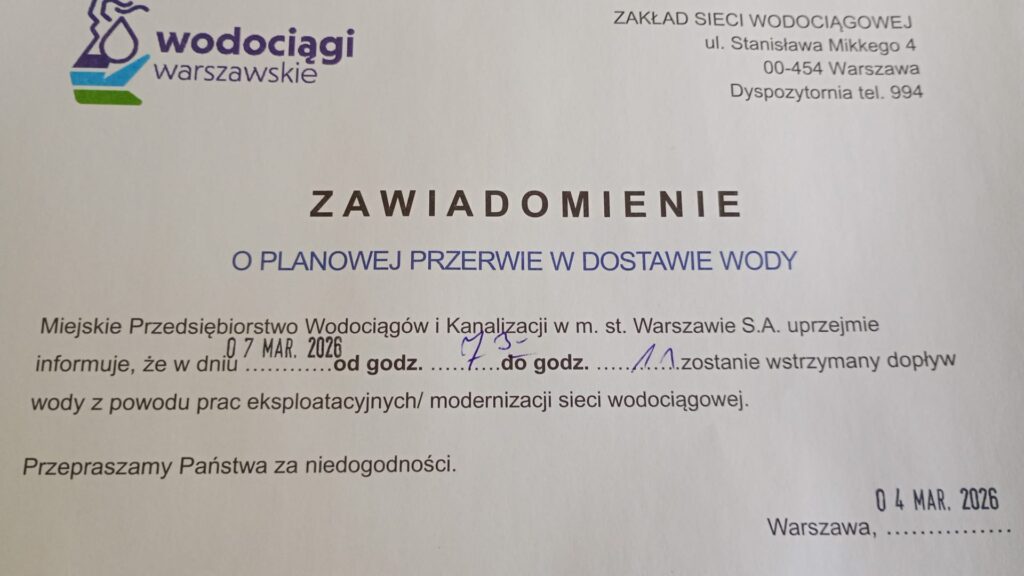 wodociągi
warszawskie
ZAKŁAD SIECI WODOCIĄGOWEJ
ul. Stanisława Mikkego 4
00-454 Warszawa
Dyspozytornia tel. 994
ZAWIADOMIENIE
O PLANOWEJ PRZERWIE W DOSTAWIE WODY
Miejskie Przedsiębiorstwo Wodociągów i Kanalizacji w m. st. Warszawie S.A. uprzejmie
informuje, że w dniu 07 MAR. 2026 od godz. ........do godz. .....11.zostanie wstrzymany dopływ
wody z powodu prac eksploatacyjnych/ modernizacji sieci wodociągowej.
Przepraszamy Państwa za niedogodności.
04 MAR. 2026
Warszawa, ................